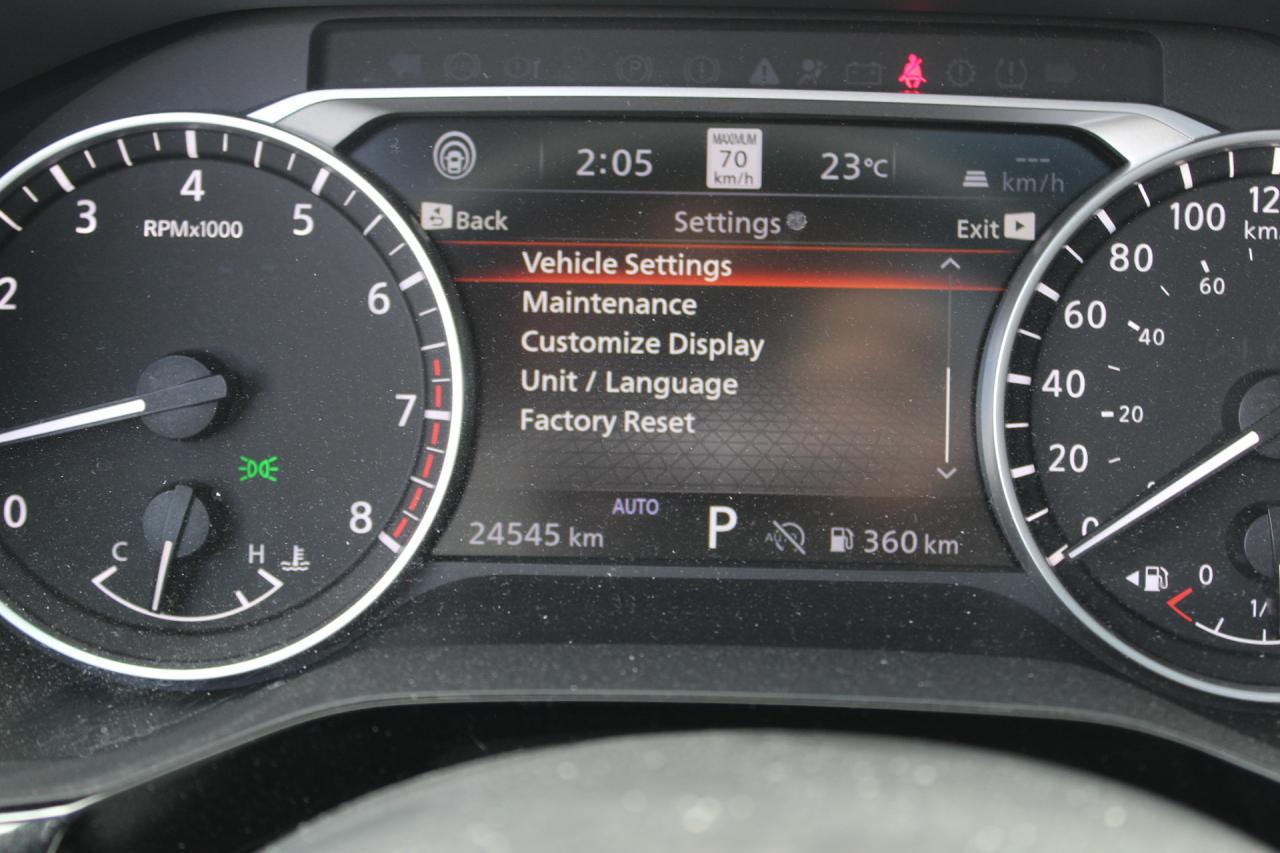 2:05
MAXIMUM
70
km/h
23°C
---
km/h
Back
Settings
Exit
Vehicle Settings
Maintenance
Customize Display
Unit / Language
Factory Reset
AUTO
24545 km
P
AUTO
360 km
0
2
3
4
5
6
7
8
RPMx1000
C
H
0
20
40
60
80
100
20
40
60
0